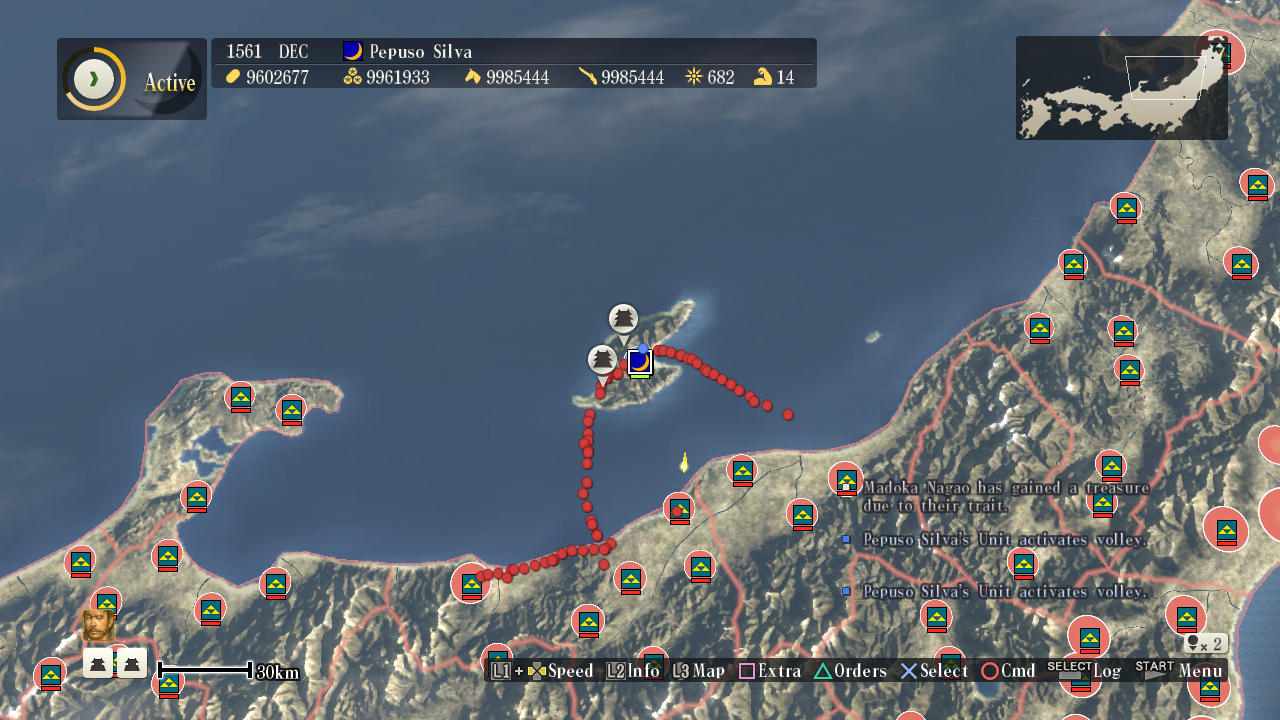 1561 DEC Pepuso Silva
Active
9602677 9961933 9985444 9985444 682 14
Madoka Nagao has gained a treasure
due to their trait.
Pepuso Silva's Unit activates volley.
Pepuso Silva's Unit activates volley.
x 2
30km
L1 + Speed L2 Info L3 Map Extra Orders Select Cmd SELECT Log START Menu